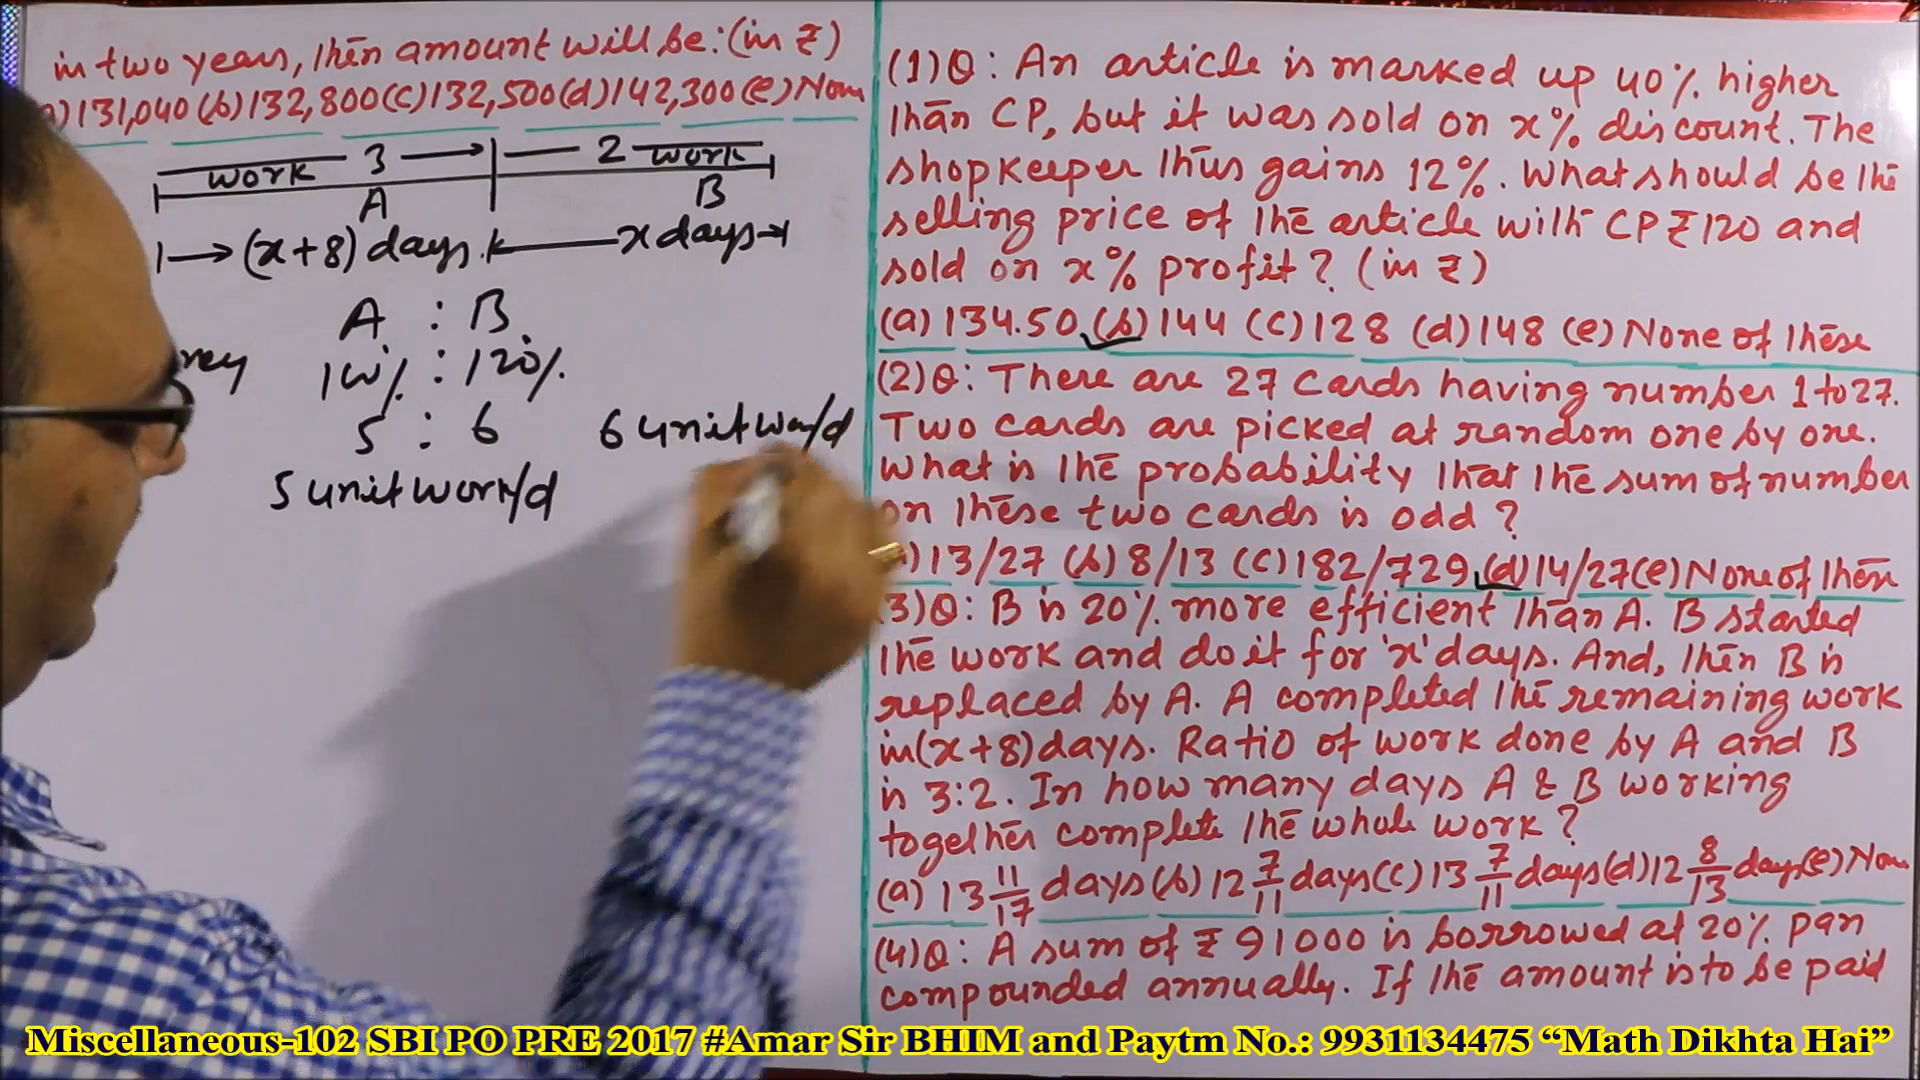 in two years, then amount will be: (in ₹)
a) 131,040 (b) 132,800 (c) 132,500 (d) 142,300 (e) None
work 3 2 work
A B
(x+8) days x days
A : B
100% : 120%
5 : 6 6 unit work/d
5 unit work/d
(1)Q: An article is marked up 40% higher
than CP, but it was sold on x% discount. The
shopkeeper thus gains 12%. What should be the
selling price of the article with CP ₹120 and
sold on x% profit? (in ₹)
(a) 134.50 (b) 144 (c) 128 (d) 148 (e) None of these
(2)Q: There are 27 cards having number 1 to 27.
Two cards are picked at random one by one.
What is the probability that the sum of number
on these two cards is odd?
) 13/27 (b) 8/13 (c) 182/729 (d) 14/27 (e) None of these
(3)Q: B is 20% more efficient than A. B started
the work and do it for 'x' days. And, then B is
replaced by A. A completed the remaining work
in (x+8) days. Ratio of work done by A and B
is 3:2. In how many days A & B working
together complete the whole work?
(a) 13 11/17 days (b) 12 7/11 days (c) 13 7/11 days (d) 12 8/13 days (e) None
(4)Q: A sum of ₹ 91000 is borrowed at 20% pan
compounded annually. If the amount is to be paid
Miscellaneous-102 SBI PO PRE 2017 #Amar Sir BHIM and Paytm No.: 9931134475 “Math Dikhta Hai”